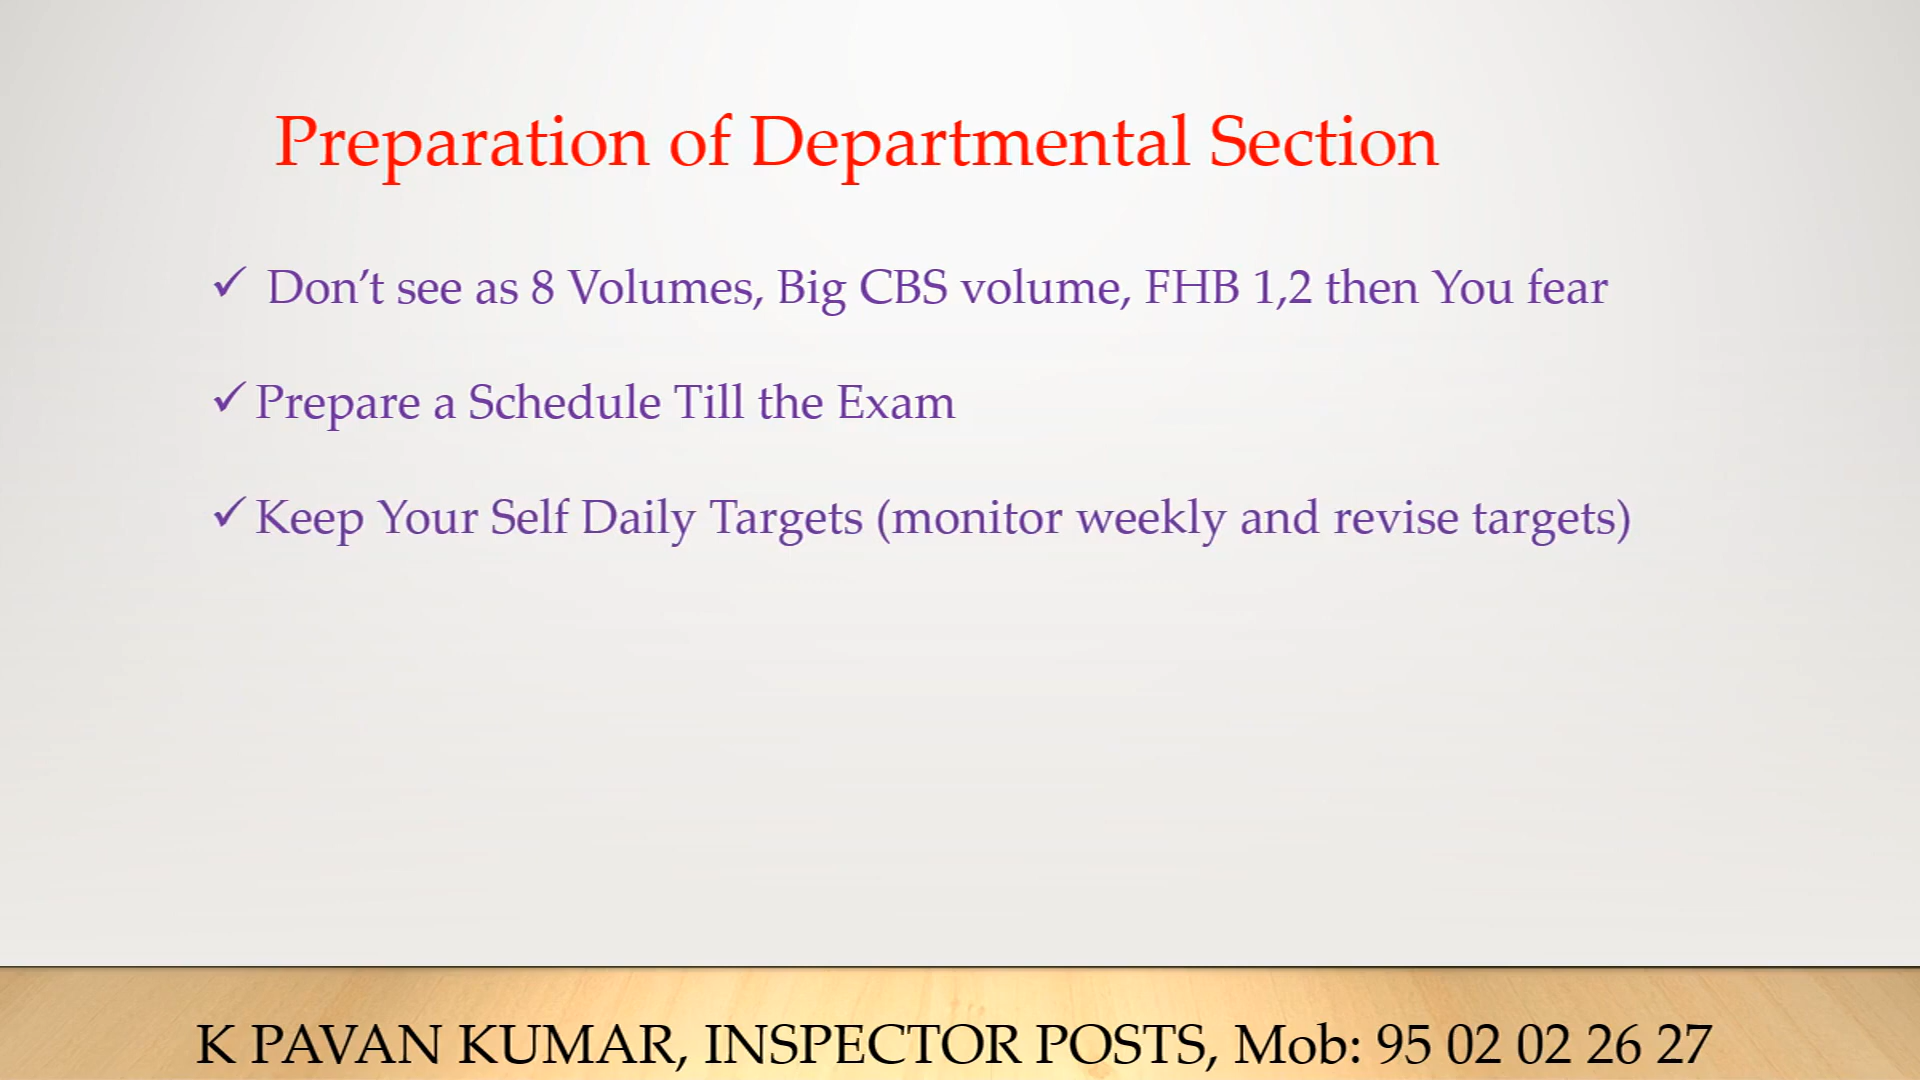 Preparation of Departmental Section
✓ Don’t see as 8 Volumes, Big CBS volume, FHB 1,2 then You fear
✓ Prepare a Schedule Till the Exam
✓ Keep Your Self Daily Targets (monitor weekly and revise targets)
K PAVAN KUMAR, INSPECTOR POSTS, Mob: 95 02 02 26 27